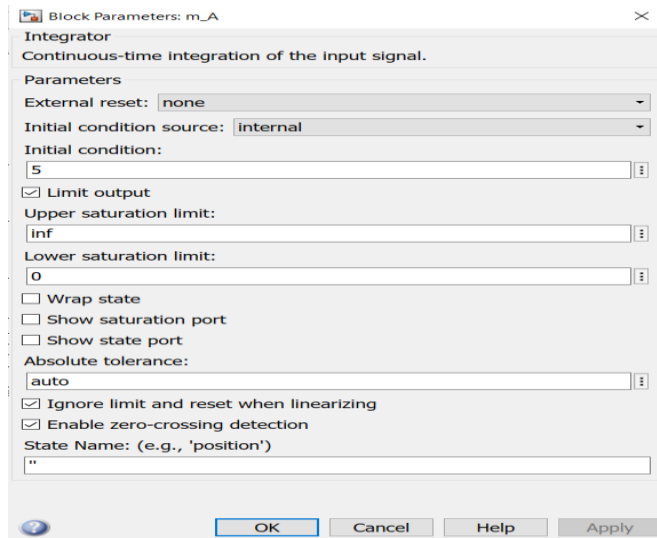 Block Parameters: m_A
Integrator
Continuous-time integration of the input signal.
Parameters
External reset: none
Initial condition source: internal
Initial condition:
5
Limit output
Upper saturation limit:
inf
Lower saturation limit:
0
Wrap state
Show saturation port
Show state port
Absolute tolerance:
auto
Ignore limit and reset when linearizing
Enable zero-crossing detection
State Name: (e.g., 'position')
''
OK Cancel Help Apply